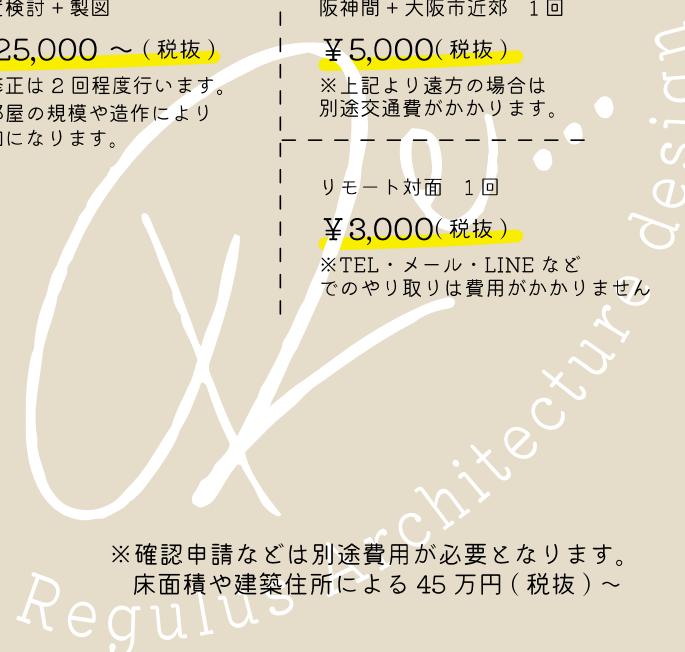 検討+製図
25,000 ～ ( 税抜 )
修正は 2 回程度行います。
部屋の規模や造作により
になります。
阪神間+大阪市近郊　1回
￥5,000( 税抜 )
※上記より遠方の場合は
別途交通費がかかります。
リモート対面　1回
￥3,000( 税抜 )
※TEL・メール・LINE など
でのやり取りは費用がかかりません
※確認申請などは別途費用が必要となります。
床面積や建築住所による 45 万円 ( 税抜 ) ～
Re...
Regulus Architecture design